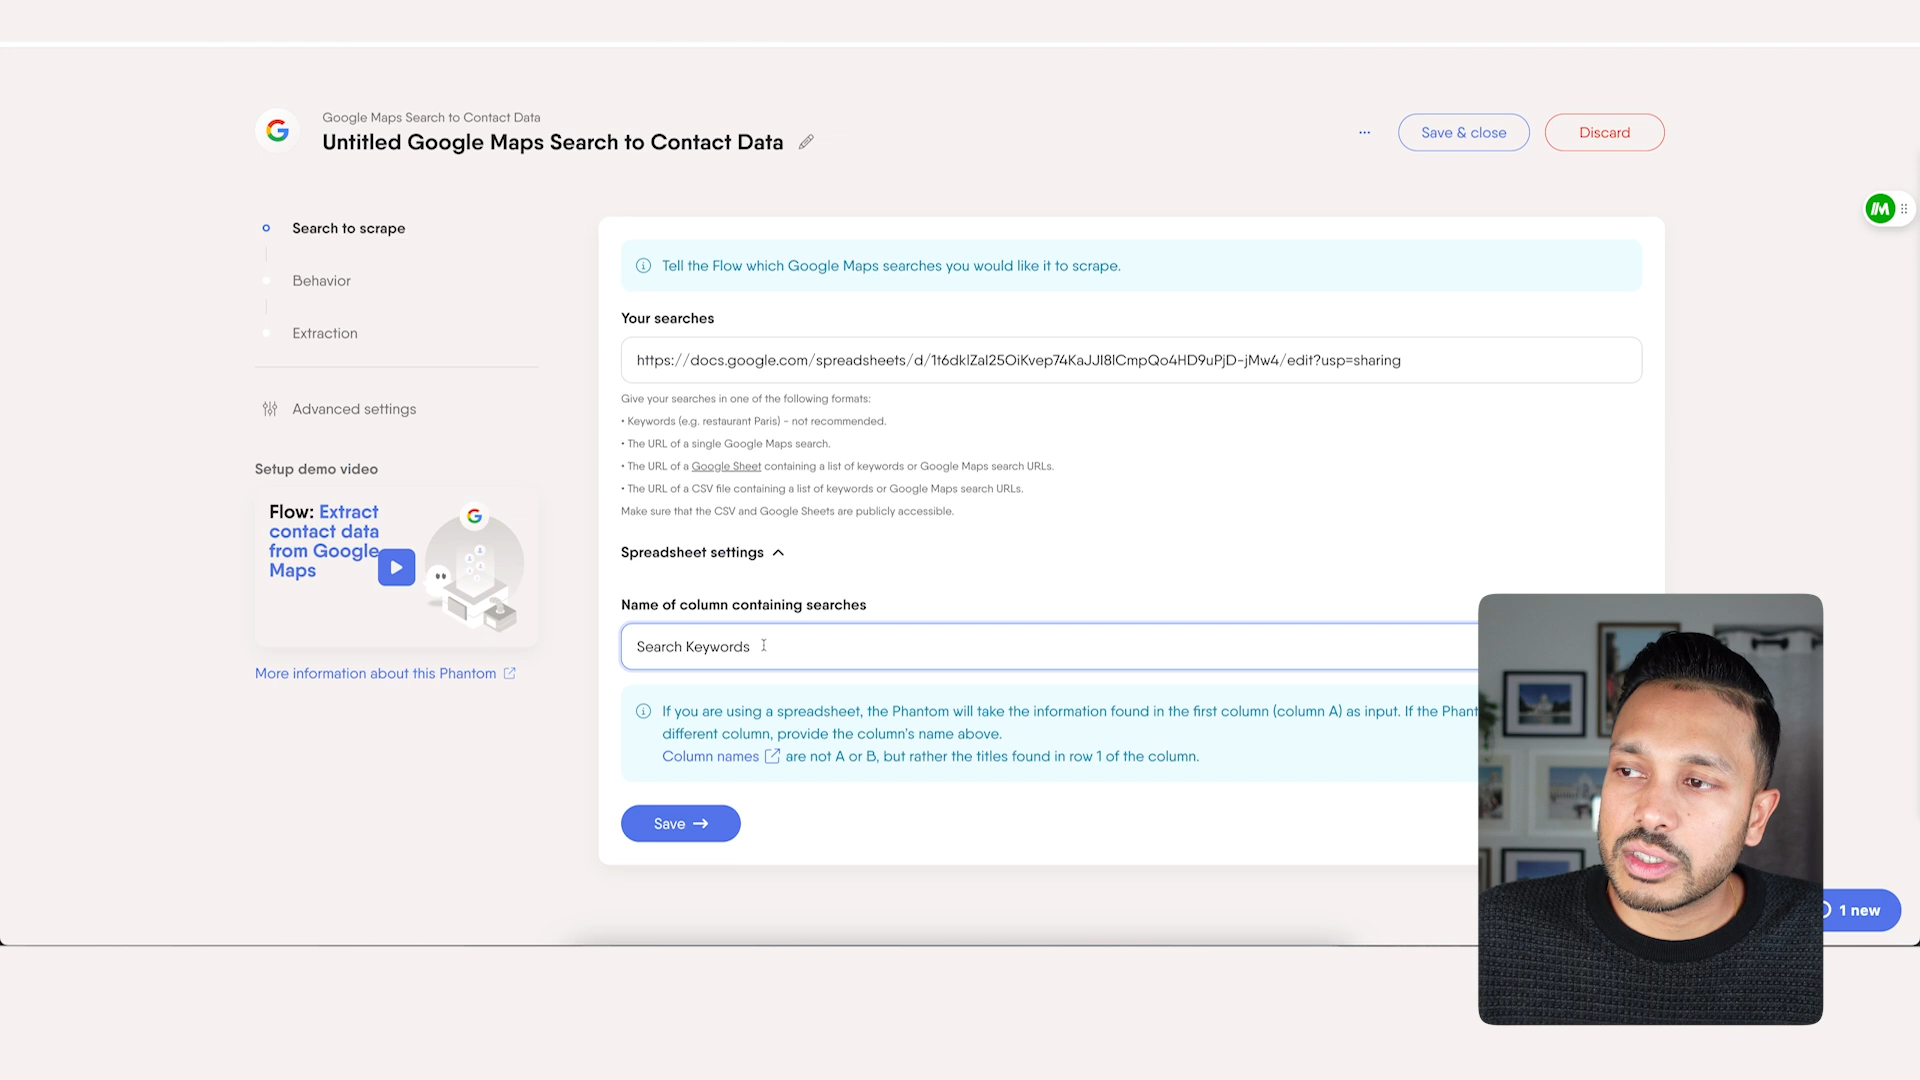 Google Maps Search to Contact Data
Untitled Google Maps Search to Contact Data
...
Save & close
Discard
Search to scrape
Behavior
Extraction
Advanced settings
Setup demo video
Flow: Extract
contact data
from Google
Maps
More information about this Phantom
Tell the Flow which Google Maps searches you would like it to scrape.
Your searches
https://docs.google.com/spreadsheets/d/1t6dklZal25OiKvep74KaJJI8lCmpQo4HD9uPjD-jMw4/edit?usp=sharing
Give your searches in one of the following formats:
• Keywords (e.g. restaurant Paris) - not recommended.
• The URL of a single Google Maps search.
• The URL of a Google Sheet containing a list of keywords or Google Maps search URLs.
• The URL of a CSV file containing a list of keywords or Google Maps search URLs.
Make sure that the CSV and Google Sheets are publicly accessible.
Spreadsheet settings
Name of column containing searches
Search Keywords
If you are using a spreadsheet, the Phantom will take the information found in the first column (column A) as input. If the Phant
different column, provide the column's name above.
Column names are not A or B, but rather the titles found in row 1 of the column.
Save →
1 new